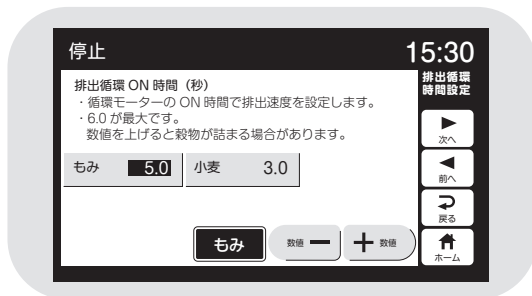 停止
15:30
排出循環 ON 時間（秒）
・循環モーターの ON 時間で排出速度を設定します。
・6.0 が最大です。
数値を上げると穀物が詰まる場合があります。
もみ 5.0 小麦 3.0
もみ 数値 ー ＋ 数値
排出循環
時間設定
次へ
前へ
戻る
ホーム